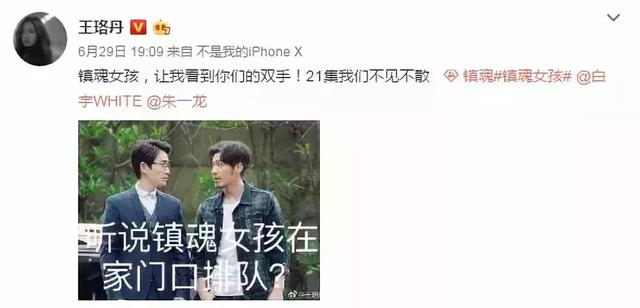 王珞丹
6月29日 19:09 来自 不是我的iPhone X
镇魂女孩，让我看到你们的双手！21集我们不见不散 镇魂#镇魂女孩# @白
宇WHITE @朱一龙
听说镇魂女孩在
家门口排队？